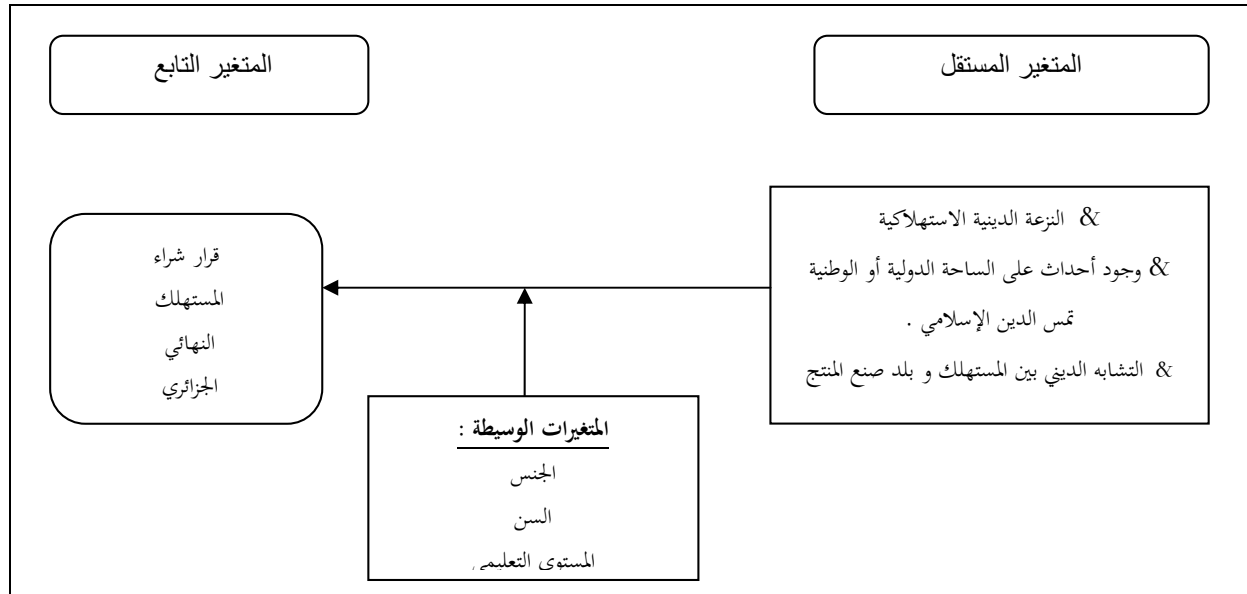 المتغير المستقل
المتغير التابع
& النزعة الدينية الاستهلاكية
& وجود أحداث على الساحة الدولية أو الوطنية
تمس الدين الإسلامي .
& التشابه الديني بين المستهلك و بلد صنع المنتج
قرار شراء
المستهلك
النهائي
الجزائري
المتغيرات الوسيطة :
الجنس
السن
المستوى التعليمي